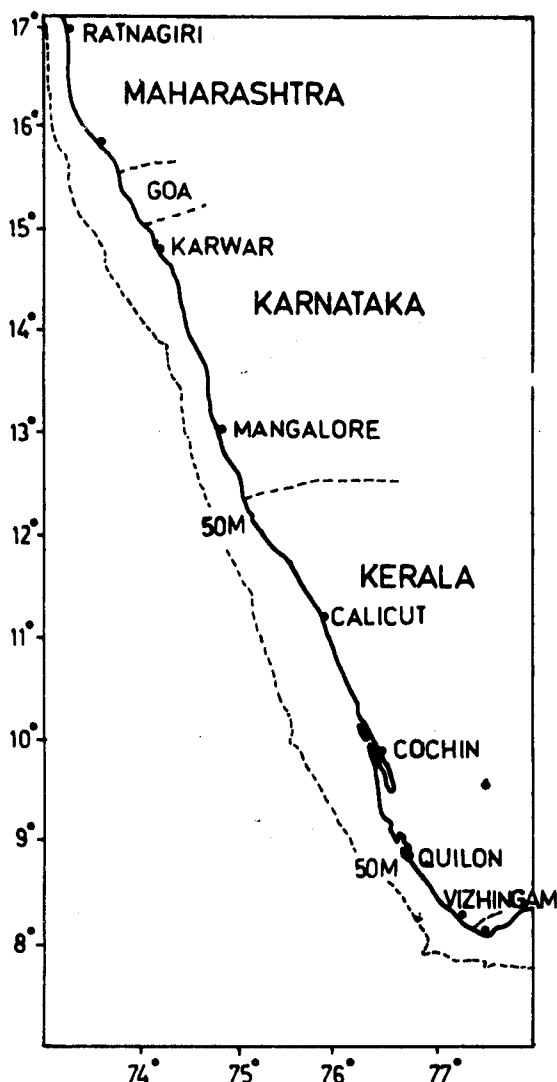 17°
RATNAGIRI
MAHARASHTRA
16°
GOA
15°
KARWAR
KARNATAKA
14°
13°
MANGALORE
50M
12°
KERALA
CALICUT
11°
10°
COCHIN
9°
50M
QUILON
VIZHINGAM
8°
74°
75°
76°
77°